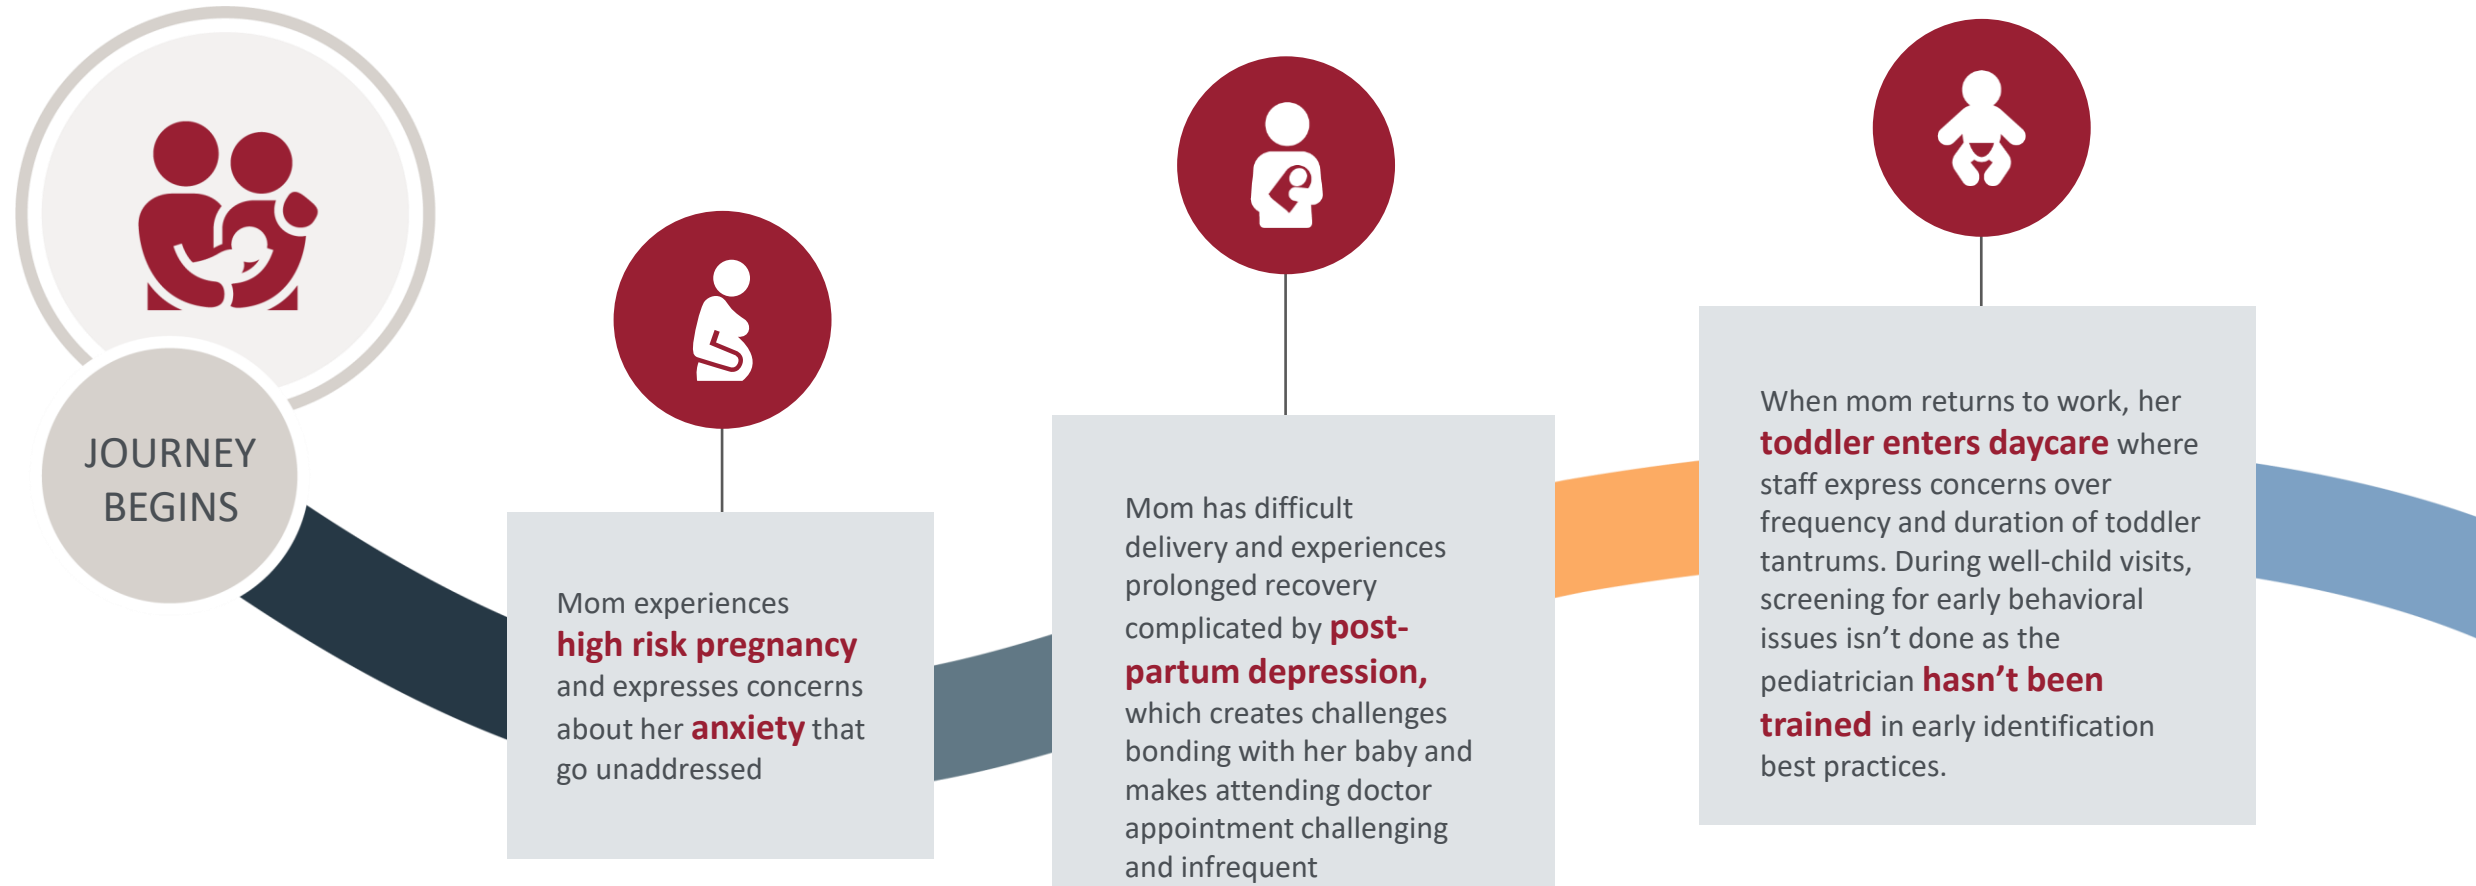 JOURNEY
BEGINS
Mom experiences
high risk pregnancy
and expresses concerns
about her anxiety that
go unaddressed
Mom has difficult
delivery and experiences
prolonged recovery
complicated by post-
partum depression,
which creates challenges
bonding with her baby and
makes attending doctor
appointment challenging
and infrequent
When mom returns to work, her
toddler enters daycare where
staff express concerns over
frequency and duration of toddler
tantrums. During well-child visits,
screening for early behavioral
issues isn’t done as the
pediatrician hasn’t been
trained in early identification
best practices.